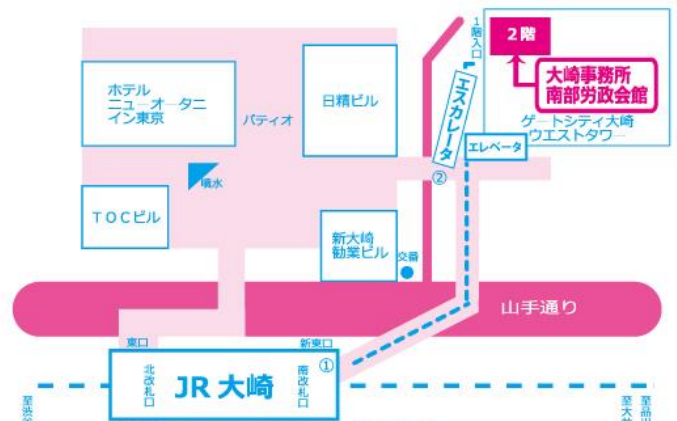 1階入口
2階
大崎事務所
南部労政会館
ゲートシティ大崎
ウエストタワー
エスカレータ
エレベータ
ホテル
ニューオータニ
イン東京
パティオ
日精ビル
噴水
②
TOCビル
新大崎
勧業ビル
交番
山手通り
東口
新東口
①
北改札口
JR 大崎
南改札口